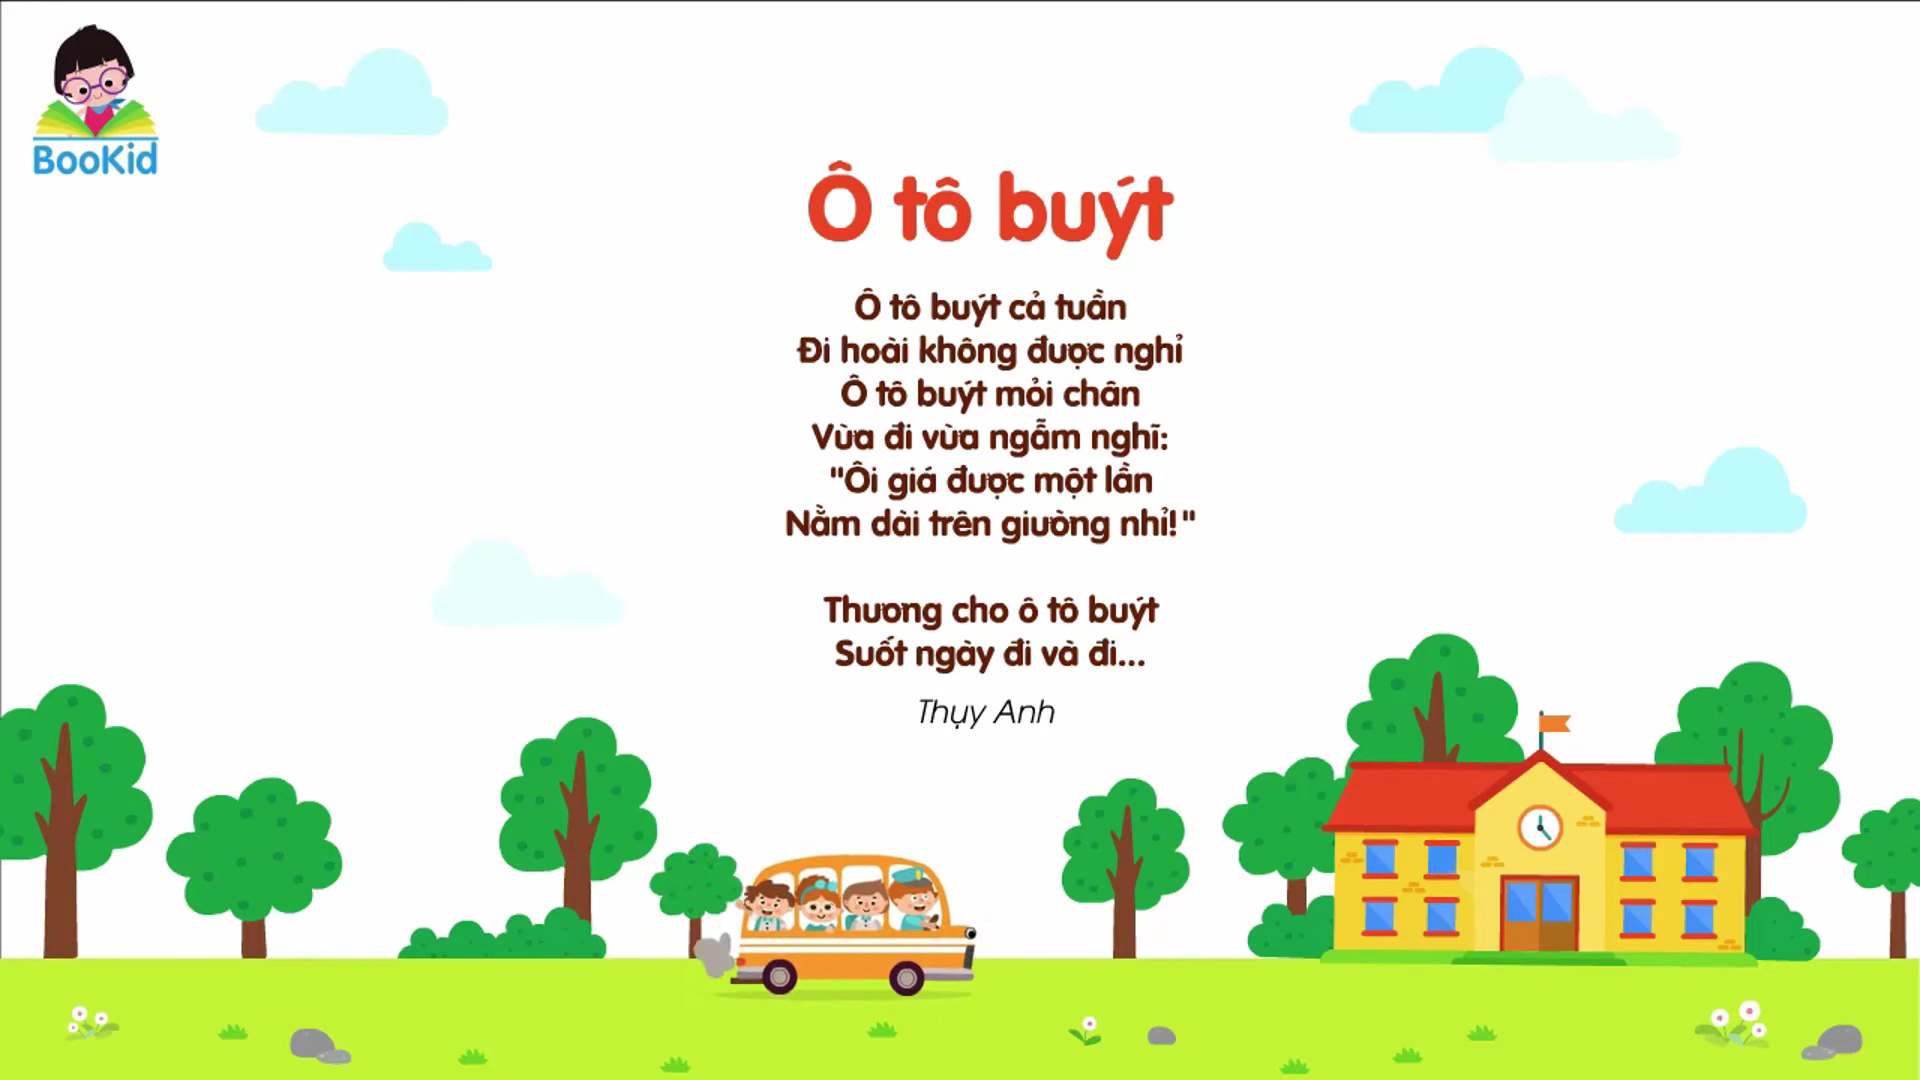 BooKid
Ô tô buýt
Ô tô buýt cả tuần
Đi hoài không được nghỉ
Ô tô buýt mỏi chân
Vừa đi vừa ngẫm nghĩ:
"Ôi giá được một lần
Nằm dài trên giường nhỉ!"
Thương cho ô tô buýt
Suốt ngày đi và đi...
Thụy Anh